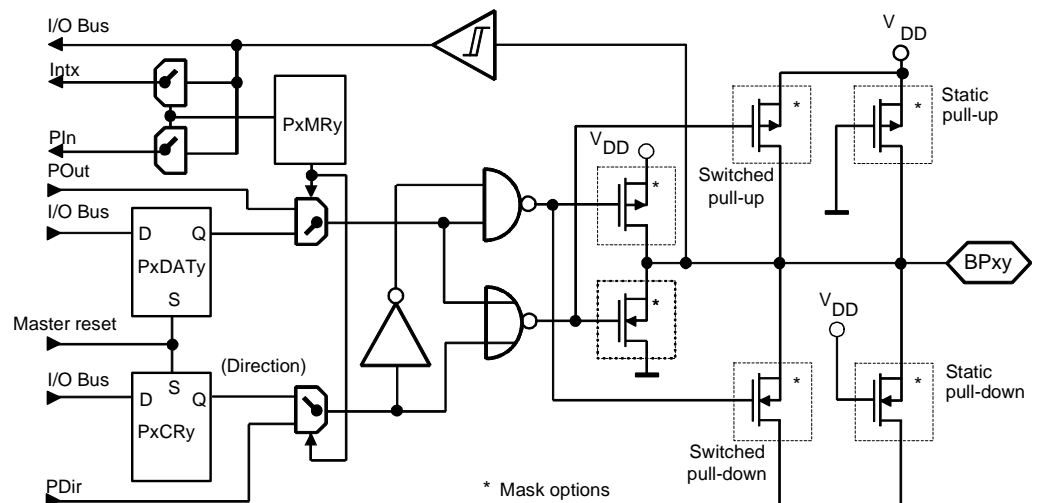 I/O Bus
V
DD
Intx
*
*
Static
pull-up
PxMRy
PIn
V
DD
POut
*
Switched
pull-up
I/O Bus
D
Q
PxDATy
BPxy
S
*
V
DD
Master reset
(Direction)
I/O Bus
S
D
Q
*
*
Static
pull-down
PxCRy
Switched
pull-down
PDir
* Mask options